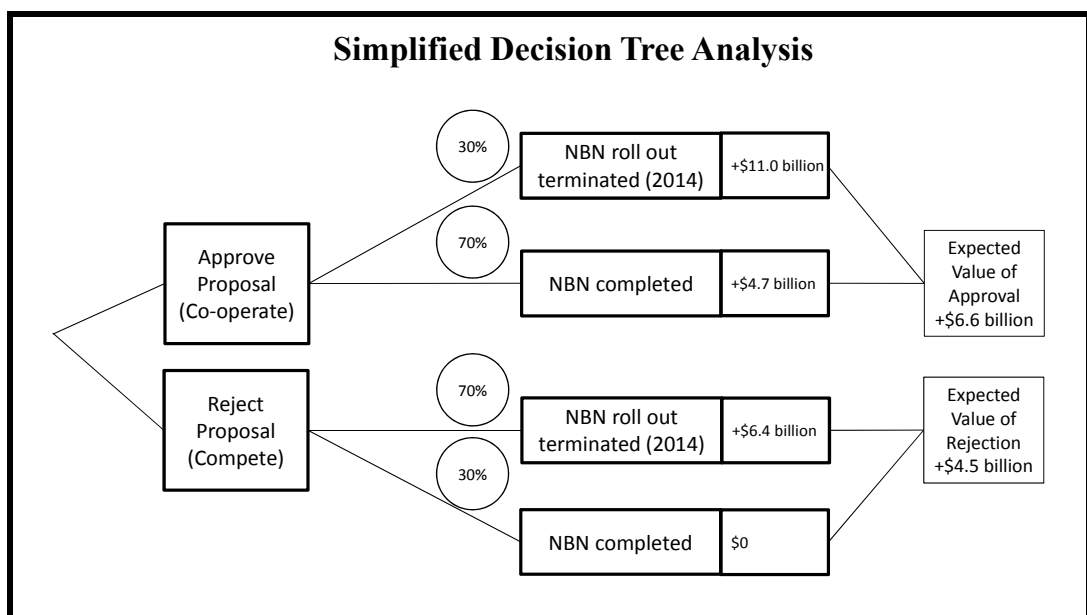 Simplified Decision Tree Analysis
30%
NBN roll out
terminated (2014)
+$11.0 billion
70%
NBN completed
+$4.7 billion
Approve
Proposal
(Co-operate)
Expected
Value of
Approval
+$6.6 billion
70%
NBN roll out
terminated (2014)
+$6.4 billion
Reject
Proposal
(Compete)
30%
NBN completed
$0
Expected
Value of
Rejection
+$4.5 billion